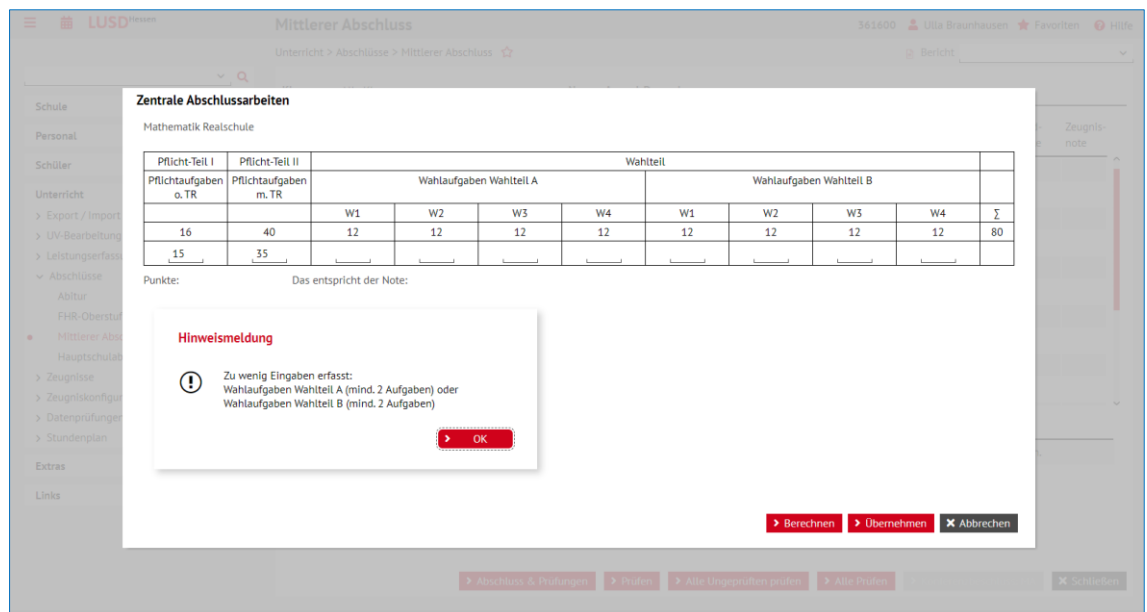 LUSD Hessen
Mittlerer Abschluss
361600 Ulla Braunhausen Favoriten Hilfe
Unterricht > Abschlüsse > Mittlerer Abschluss
Bericht
Schule
Personal
Schüler
Unterricht
> Export / Import
> UV-Bearbeitung
> Leistungserfass
Abschlüsse
Abitur
FHR-Oberstuf
Mittlerer Absc
Hauptschulab
> Zeugnisse
> Zeugniskonfigur
> Datenprüfungen
> Stundenplan
Extras
Links
Zeugnis-
note
Zentrale Abschlussarbeiten
Mathematik Realschule
Pflicht-Teil I Pflicht-Teil II Wahlteil
Pflichtaufgaben o. TR Pflichtaufgaben m. TR Wahlaufgaben Wahlteil A Wahlaufgaben Wahlteil B
W1 W2 W3 W4 W1 W2 W3 W4 Σ
16 40 12 12 12 12 12 12 12 12 80
15 35
Punkte: Das entspricht der Note:
Hinweismeldung
Zu wenig Eingaben erfasst:
Wahlaufgaben Wahlteil A (mind. 2 Aufgaben) oder
Wahlaufgaben Wahlteil B (mind. 2 Aufgaben)
> OK
> Berechnen > Übernehmen Abbrechen
> Abschluss & Prüfungen > Prüfen > Alle Ungeprüften prüfen > Alle Prüfen Schließen